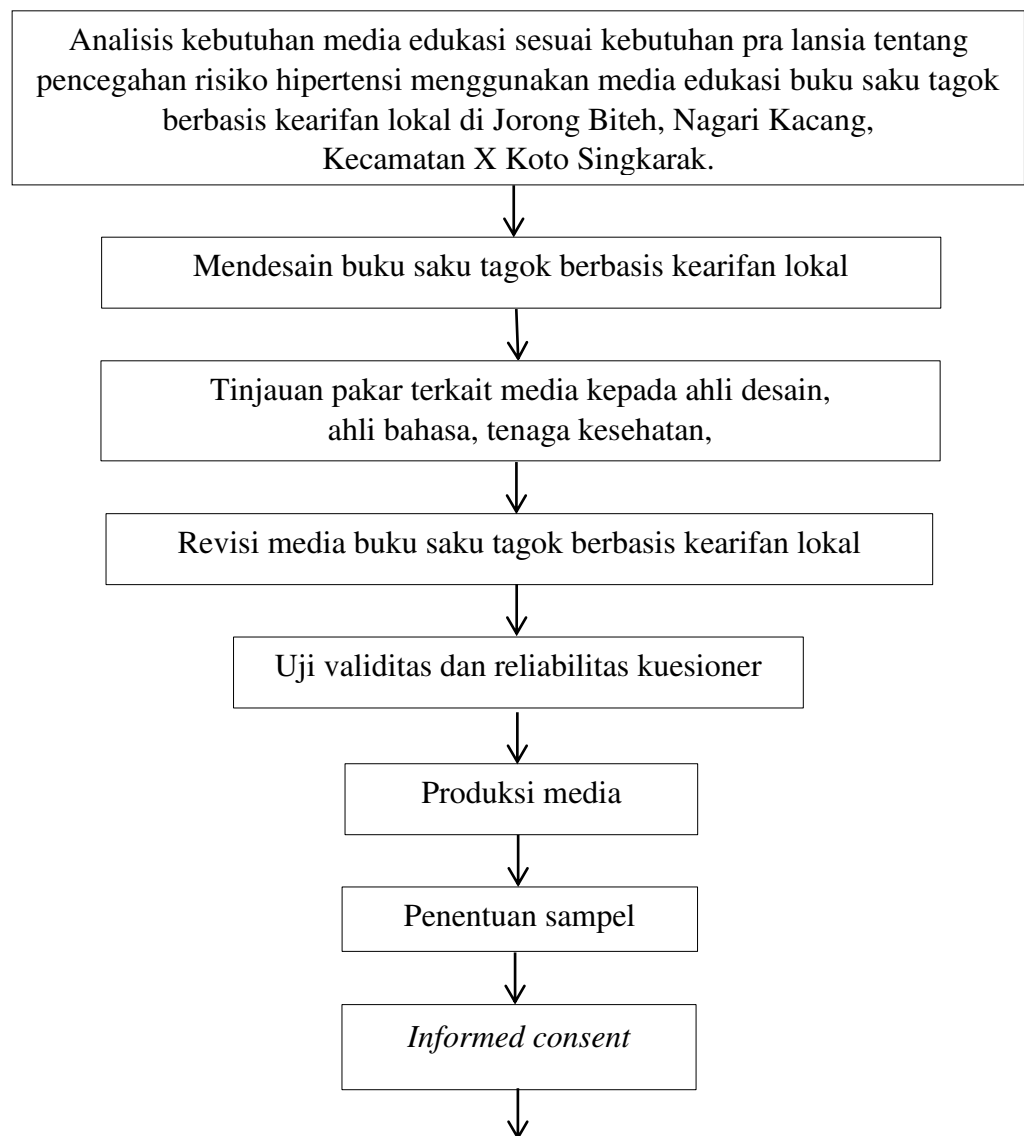 Analisis kebutuhan media edukasi sesuai kebutuhan pra lansia tentang
pencegahan risiko hipertensi menggunakan media edukasi buku saku tagok
berbasis kearifan lokal di Jorong Biteh, Nagari Kacang,
Kecamatan X Koto Singkarak.
Mendesain buku saku tagok berbasis kearifan lokal
Tinjauan pakar terkait media kepada ahli desain,
ahli bahasa, tenaga kesehatan,
Revisi media buku saku tagok berbasis kearifan lokal
Uji validitas dan reliabilitas kuesioner
Produksi media
Penentuan sampel
Informed consent